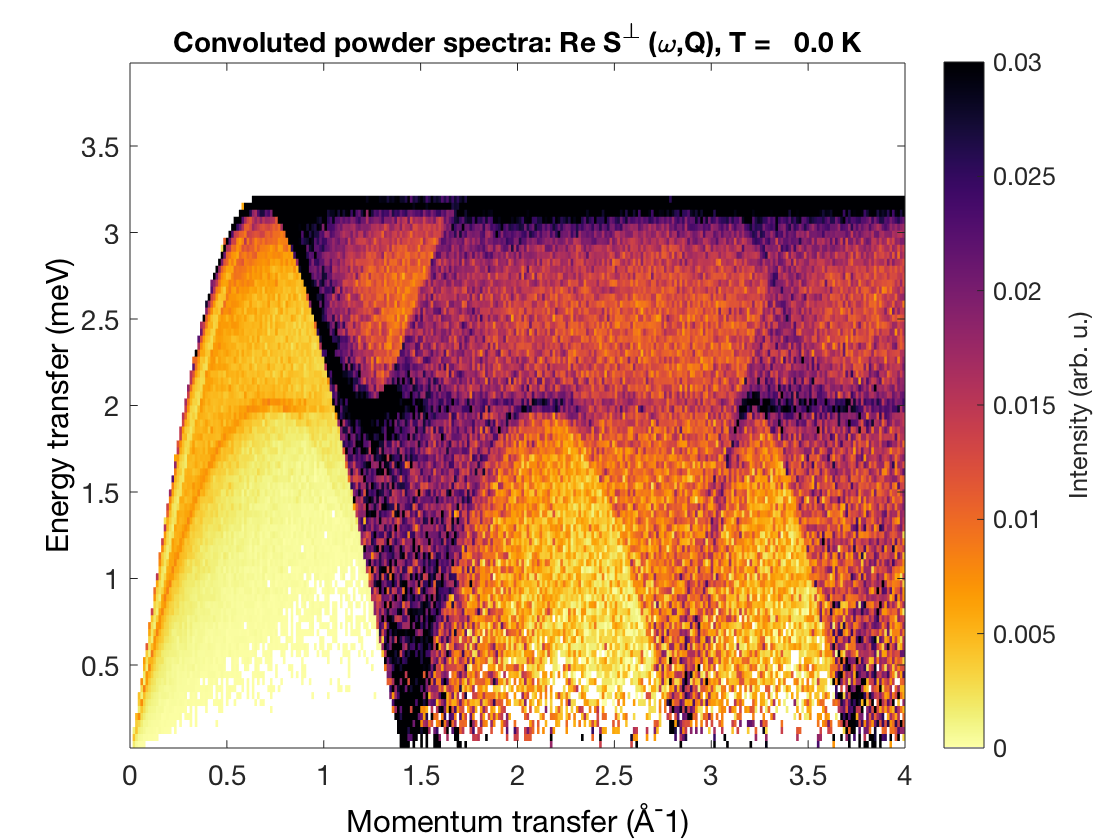 Convoluted powder spectra: Re S⊥ (ω,Q), T = 0.0 K
Energy transfer (meV)
3.5
3
2.5
2
1.5
1
0.5
0 0.5 1 1.5 2 2.5 3 3.5 4
Momentum transfer (Å-1)
0.03
0.025
0.02
0.015
0.01
0.005
0
Intensity (arb. u.)